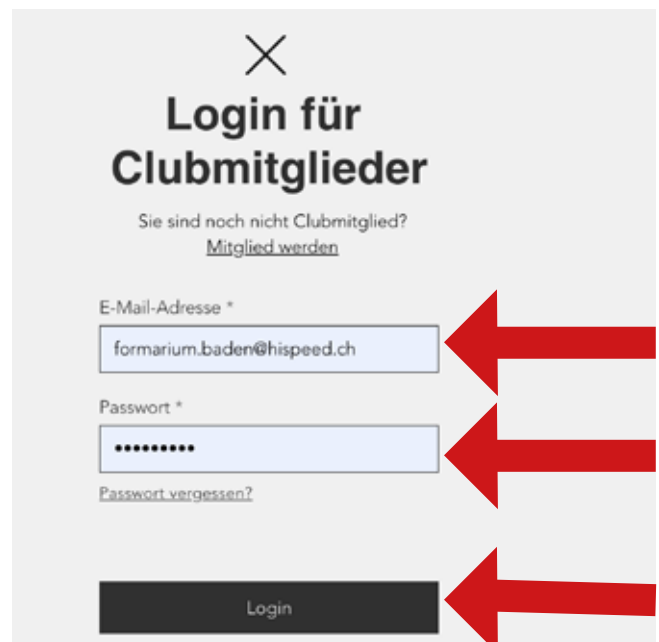 Login für
Clubmitglieder
Sie sind noch nicht Clubmitglied?
Mitglied werden
E-Mail-Adresse *
formarium.baden@hispeed.ch
Passwort *
•••••••••
Passwort vergessen?
Login